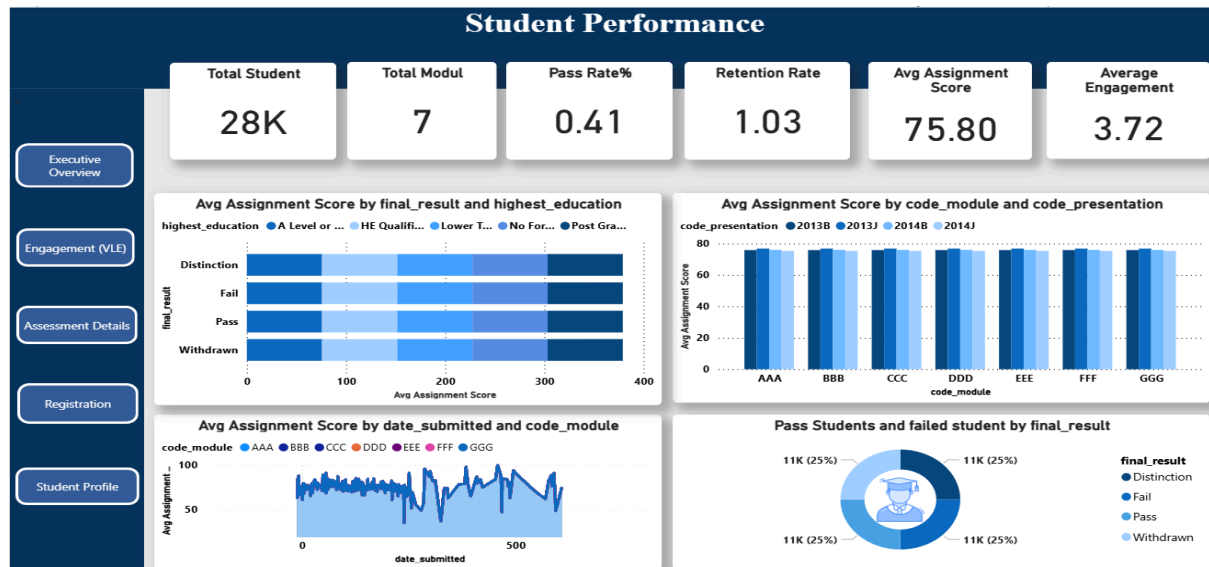 Student Performance
Total Student
28K
Total Modul
7
Pass Rate%
0.41
Retention Rate
1.03
Avg Assignment
Score
75.80
Average
Engagement
3.72
Executive
Overview
Engagement (VLE)
Assessment Details
Registration
Student Profile
Avg Assignment Score by final_result and highest_education
highest_education A Level or ... HE Qualifi... Lower T... No For... Post Gra...
final_result
Distinction
Fail
Pass
Withdrawn
0 100 200 300 400
Avg Assignment Score
Avg Assignment Score by code_module and code_presentation
code_presentation 2013B 2013J 2014B 2014J
Avg Assignment Score
80
60
40
20
0
AAA BBB CCC DDD EEE FFF GGG
code_module
Avg Assignment Score by date_submitted and code_module
code_module AAA BBB CCC DDD EEE FFF GGG
Avg Assignment ...
100
50
0 500
date_submitted
Pass Students and failed student by final_result
11K (25%) 11K (25%)
11K (25%) 11K (25%)
final_result
Distinction
Fail
Pass
Withdrawn